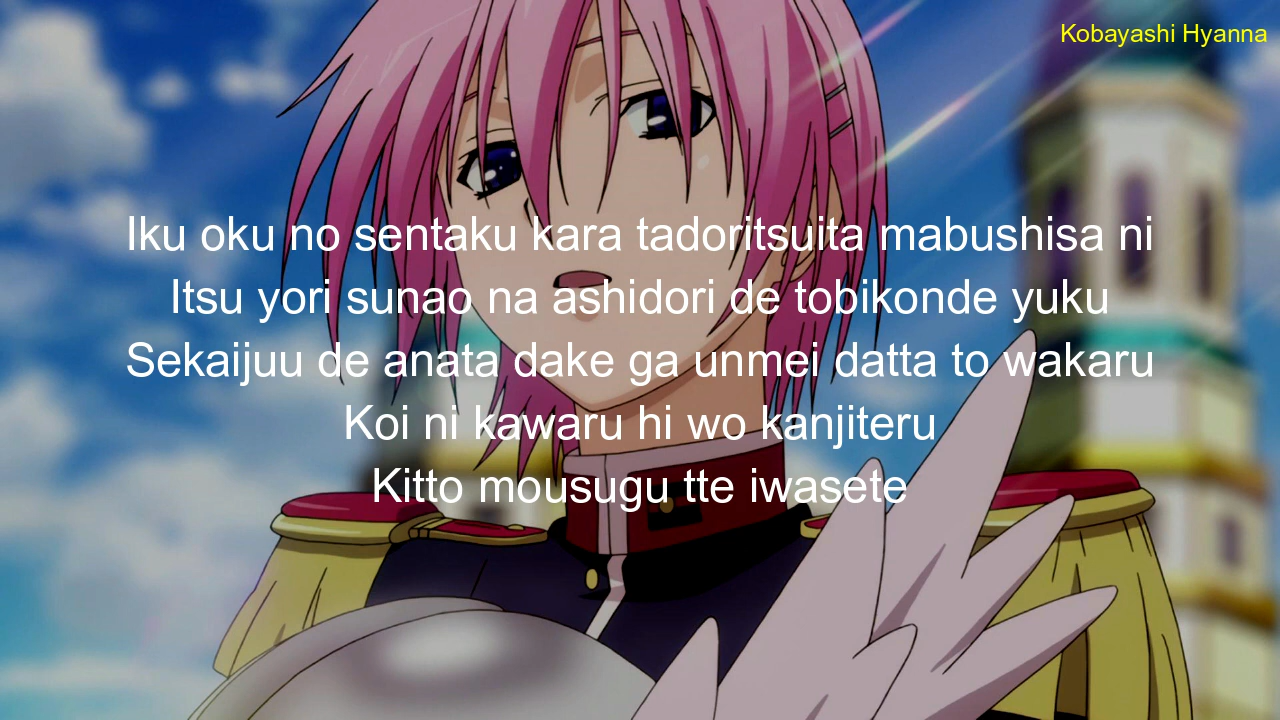 Kobayashi Hyanna
Iku oku no sentaku kara tadoritsuita mabushisa ni
Itsu yori sunao na ashidori de tobikonde yuku
Sekaijuu de anata dake ga unmei datta to wakaru
Koi ni kawaru hi wo kanjiteru
Kitto mousugu tte iwasete